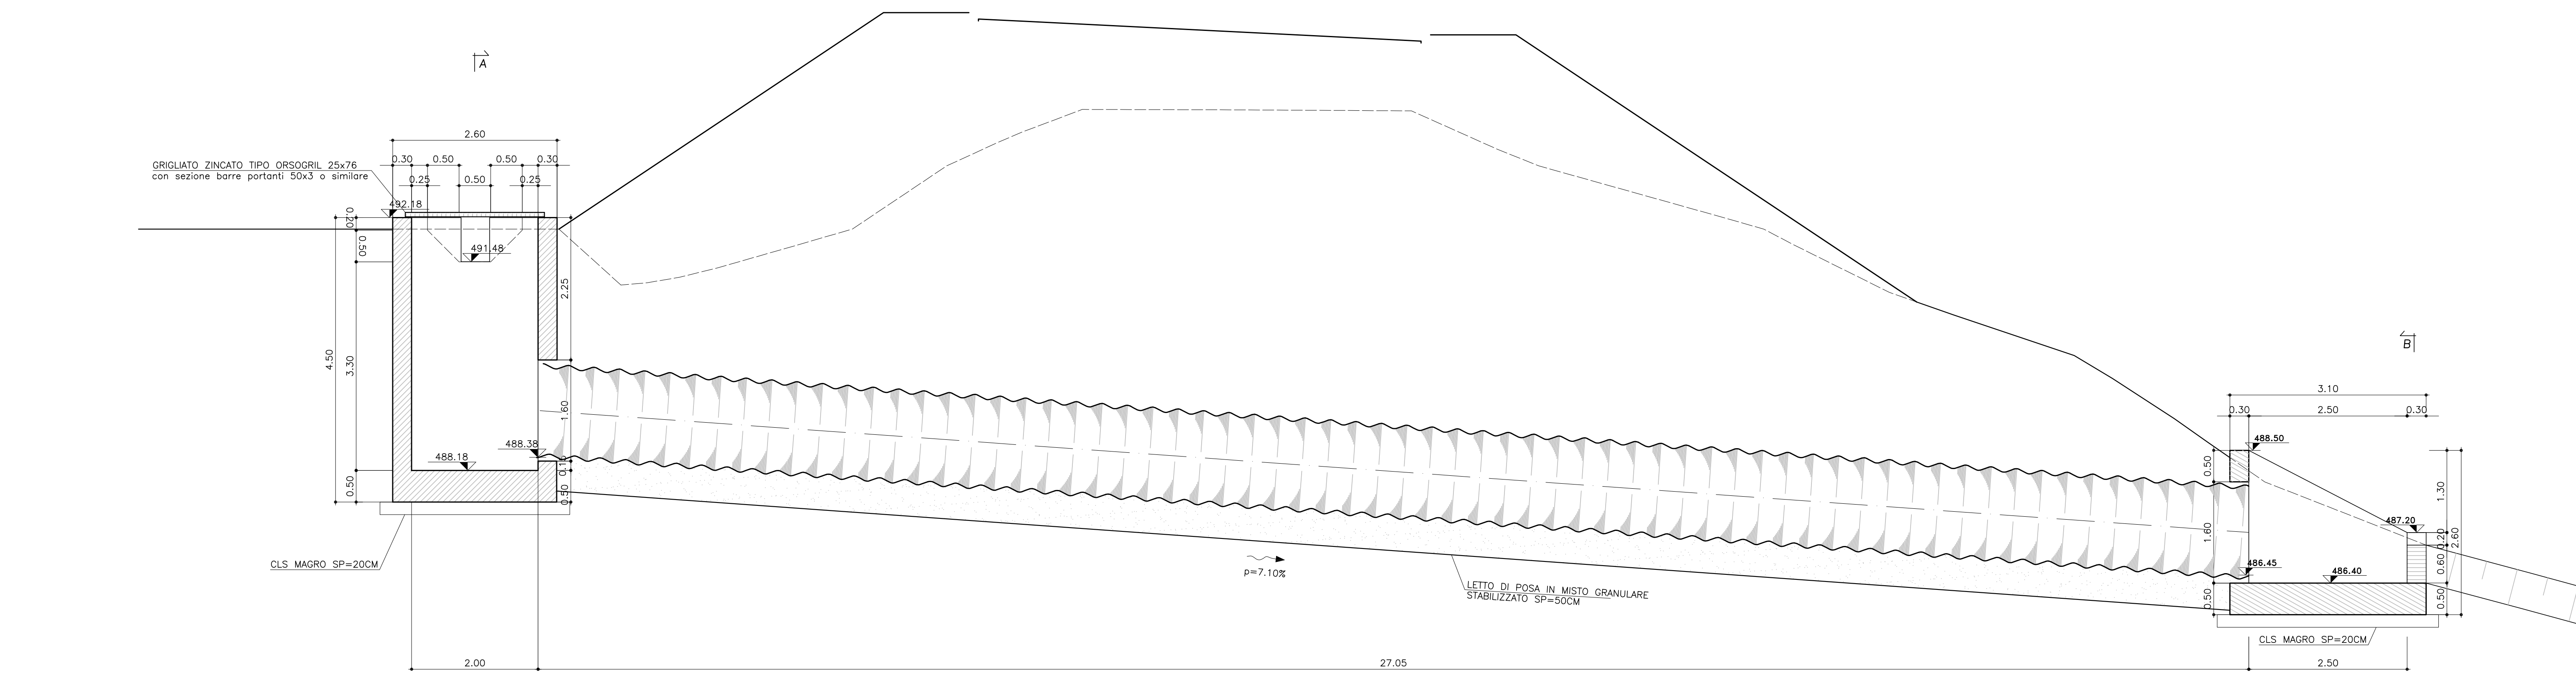 A
2.60
0.30 0.50 0.50 0.30
0.25 0.50 0.25
GRIGLIATO ZINCATO TIPO ORSOGRIL 25x76
con sezione barre portanti 50x3 o similare
492.18
0.20
0.50
491.48
2.25
4.50
3.30
1.60
488.38
488.18
0.15
0.50
0.50
CLS MAGRO SP=20CM
p=7.10%
LETTO DI POSA IN MISTO GRANULARE
STABILIZZATO SP=50CM
B
3.10
0.30 2.50 0.30
488.50
0.50
1.30
487.20
0.20
2.60
1.60
486.45
486.40
0.60
0.50
0.50
CLS MAGRO SP=20CM
2.00 27.05 2.50